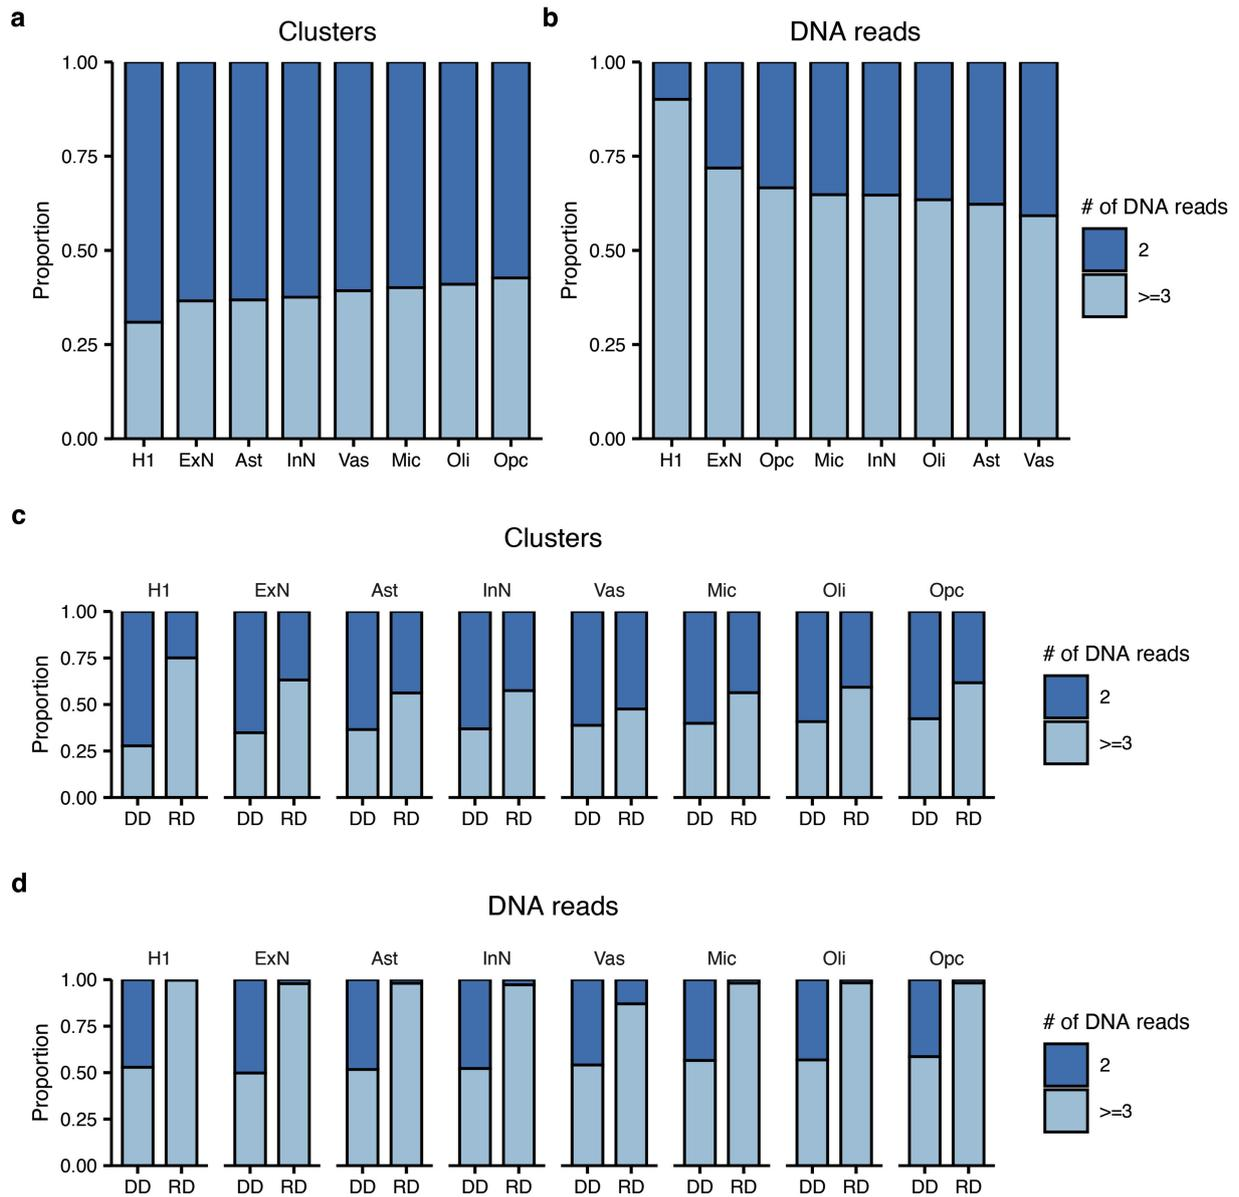 a
Clusters
1.00
0.75
0.50
0.25
0.00
Proportion
H1 ExN Ast InN Vas Mic Oli Opc
b
DNA reads
1.00
0.75
0.50
0.25
0.00
Proportion
H1 ExN Opc Mic InN Oli Ast Vas
# of DNA reads
2
>=3
c
Clusters
H1 ExN Ast InN Vas Mic Oli Opc
1.00
0.75
0.50
0.25
0.00
Proportion
DD RD DD RD DD RD DD RD DD RD DD RD DD RD DD RD
# of DNA reads
2
>=3
d
DNA reads
H1 ExN Ast InN Vas Mic Oli Opc
1.00
0.75
0.50
0.25
0.00
Proportion
DD RD DD RD DD RD DD RD DD RD DD RD DD RD DD RD
# of DNA reads
2
>=3